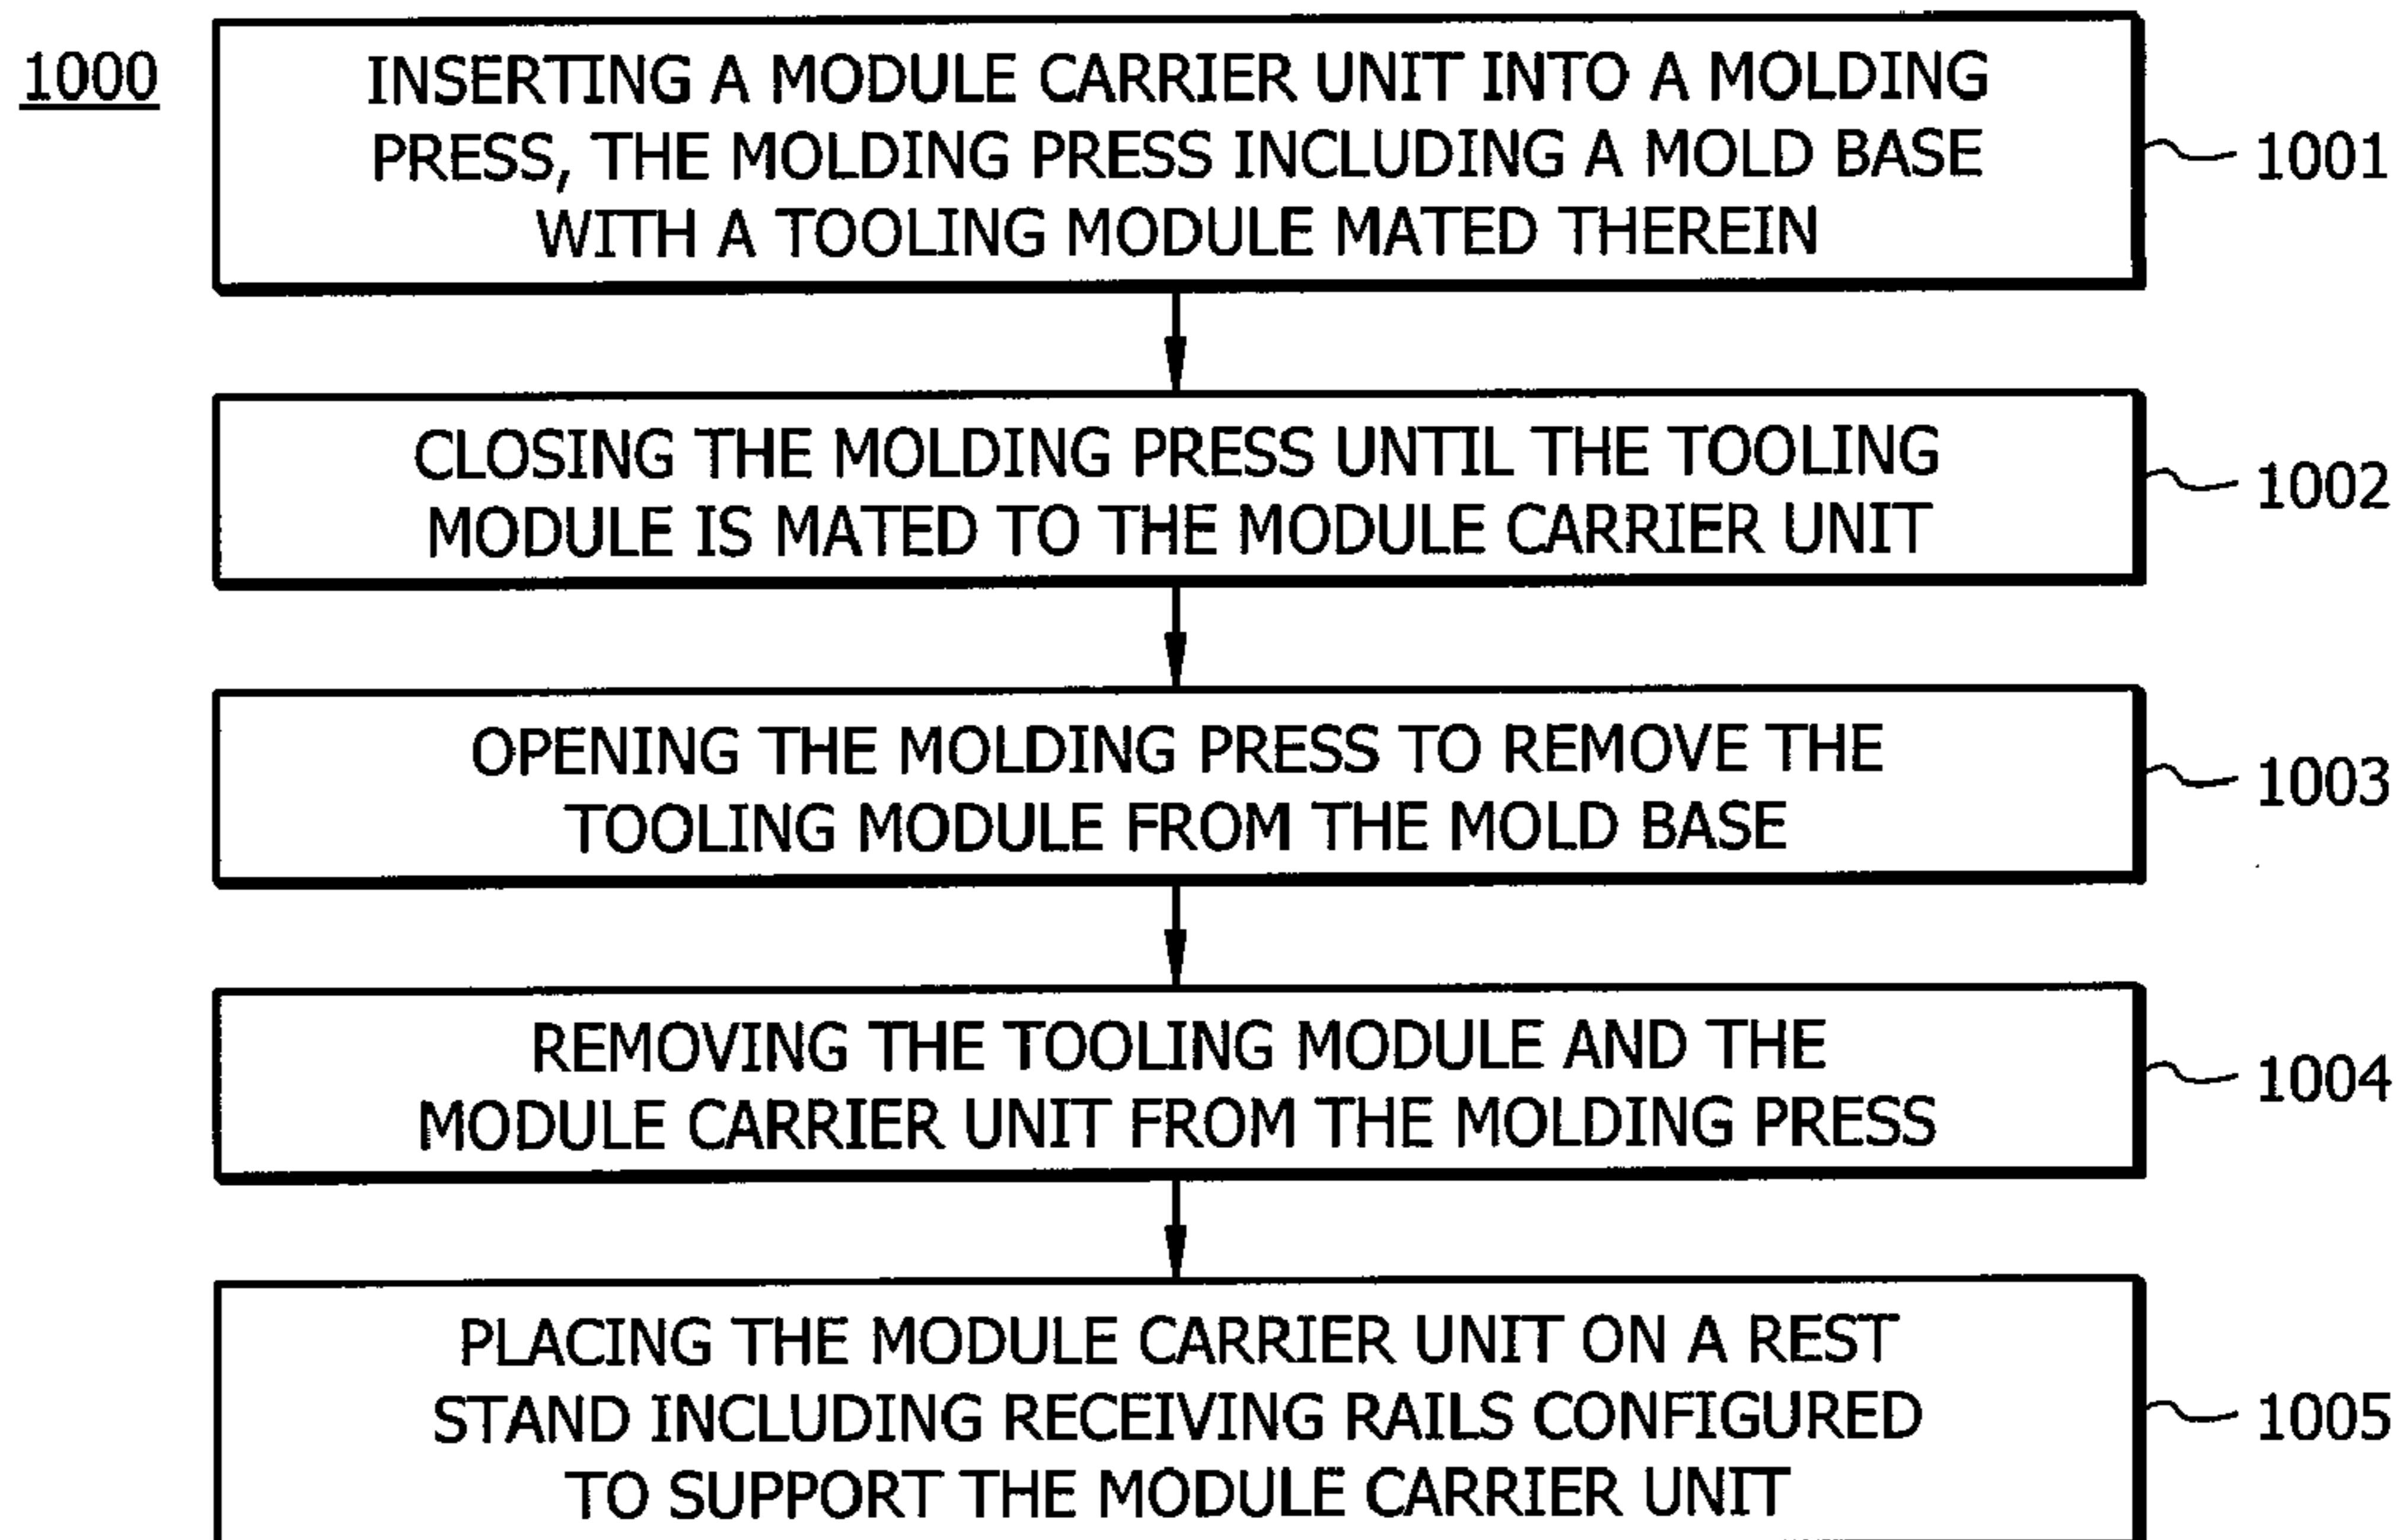 1000
INSERTING A MODULE CARRIER UNIT INTO A MOLDING
PRESS, THE MOLDING PRESS INCLUDING A MOLD BASE
WITH A TOOLING MODULE MATED THEREIN
1001
CLOSING THE MOLDING PRESS UNTIL THE TOOLING
MODULE IS MATED TO THE MODULE CARRIER UNIT
1002
OPENING THE MOLDING PRESS TO REMOVE THE
TOOLING MODULE FROM THE MOLD BASE
1003
REMOVING THE TOOLING MODULE AND THE
MODULE CARRIER UNIT FROM THE MOLDING PRESS
1004
PLACING THE MODULE CARRIER UNIT ON A REST
STAND INCLUDING RECEIVING RAILS CONFIGURED
TO SUPPORT THE MODULE CARRIER UNIT
1005